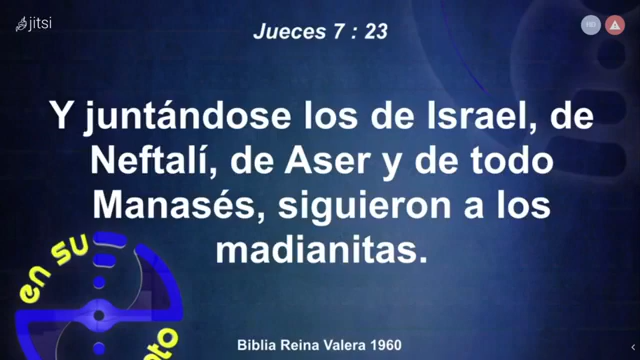 jitsi
HD
Jueces 7 : 23
Y juntándose los de Israel, de
Neftalí, de Aser y de todo
Manasés, siguieron a los
madianitas.
en su
Biblia Reina Valera 1960